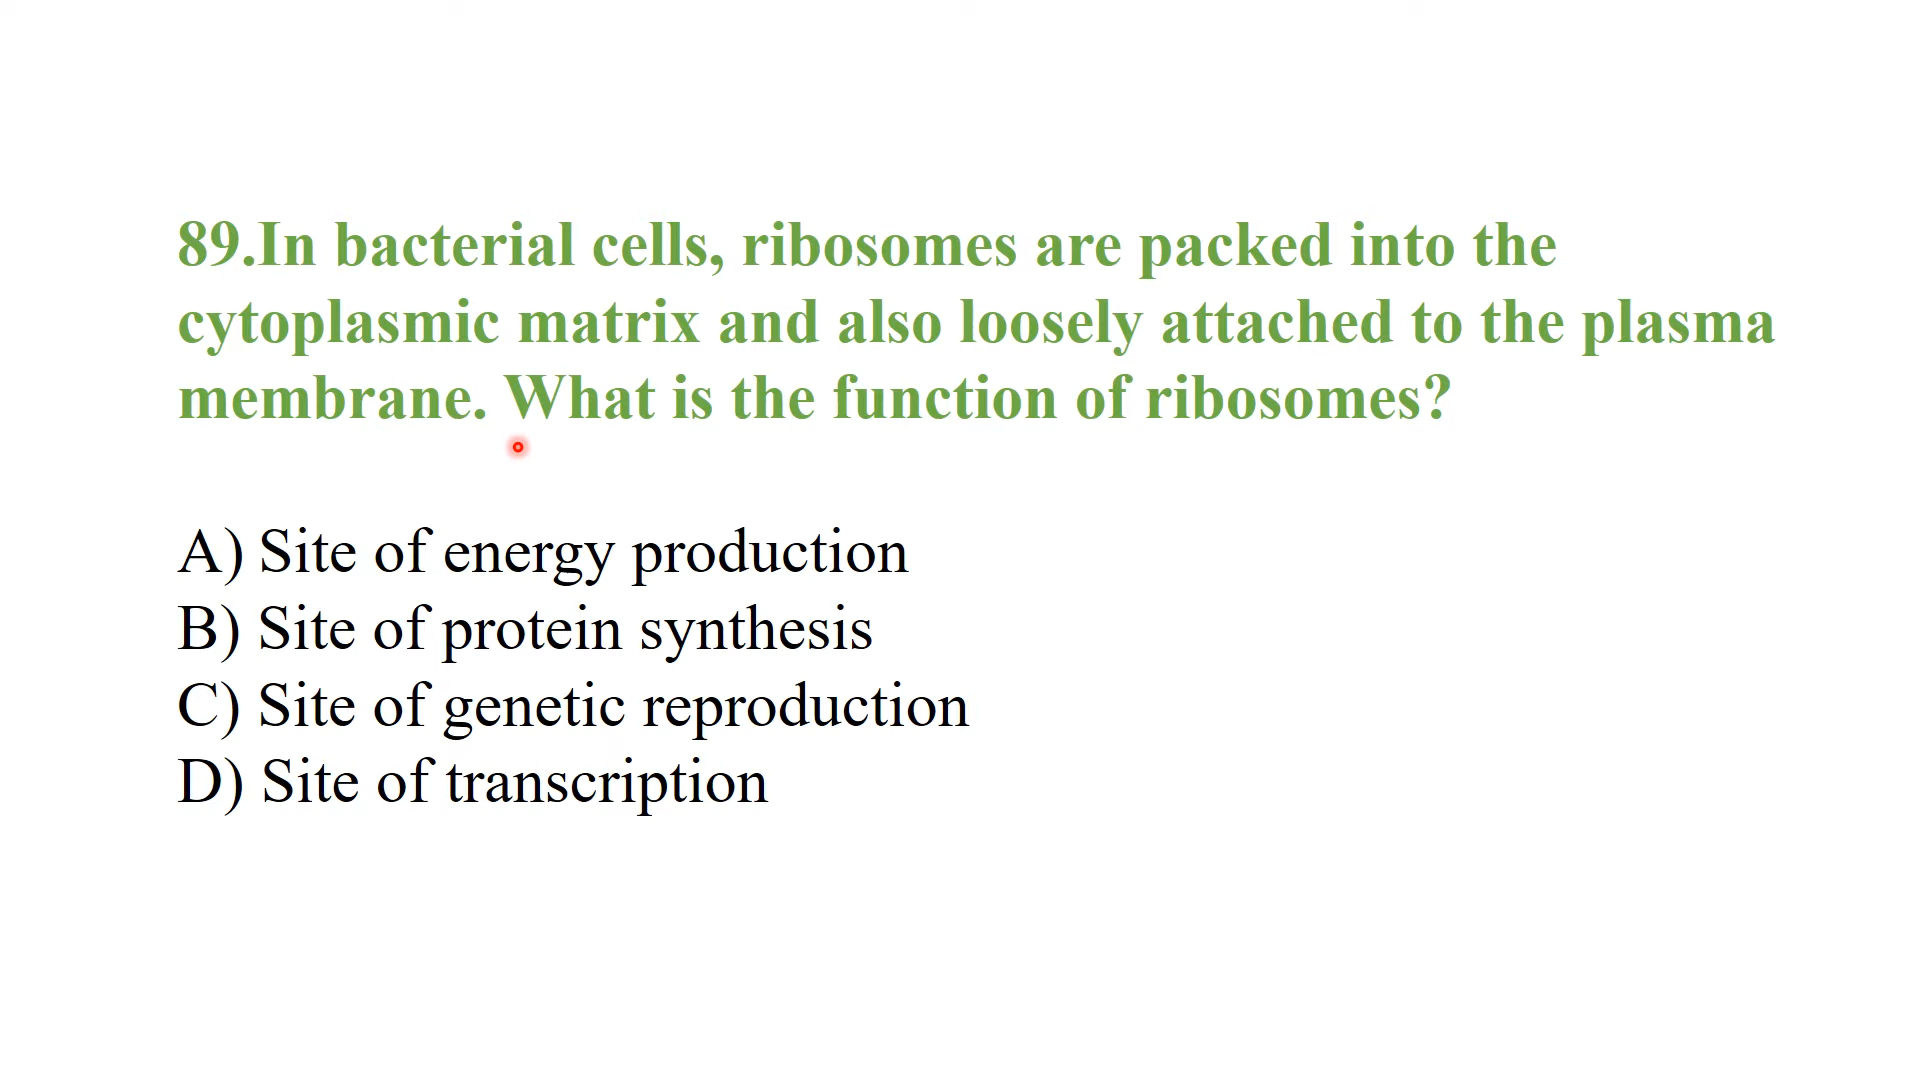 89.In bacterial cells, ribosomes are packed into the
cytoplasmic matrix and also loosely attached to the plasma
membrane. What is the function of ribosomes?
A) Site of energy production
B) Site of protein synthesis
C) Site of genetic reproduction
D) Site of transcription